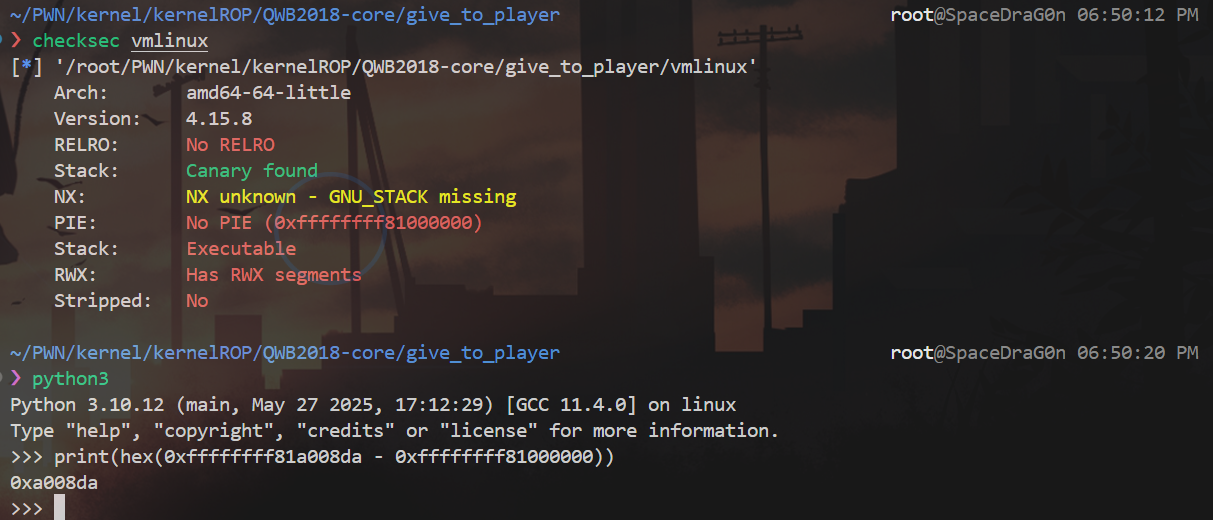 ~/PWN/kernel/kernelROP/QWB2018-core/give_to_player root@SpaceDraG0n 06:50:12 PM
❯ checksec vmlinux
[*] '/root/PWN/kernel/kernelROP/QWB2018-core/give_to_player/vmlinux'
Arch: amd64-64-little
Version: 4.15.8
RELRO: No RELRO
Stack: Canary found
NX: NX unknown - GNU_STACK missing
PIE: No PIE (0xffffffff81000000)
Stack: Executable
RWX: Has RWX segments
Stripped: No
~/PWN/kernel/kernelROP/QWB2018-core/give_to_player root@SpaceDraG0n 06:50:20 PM
❯ python3
Python 3.10.12 (main, May 27 2025, 17:12:29) [GCC 11.4.0] on linux
Type "help", "copyright", "credits" or "license" for more information.
>>> print(hex(0xffffffff81a008da - 0xffffffff81000000))
0xa008da
>>>